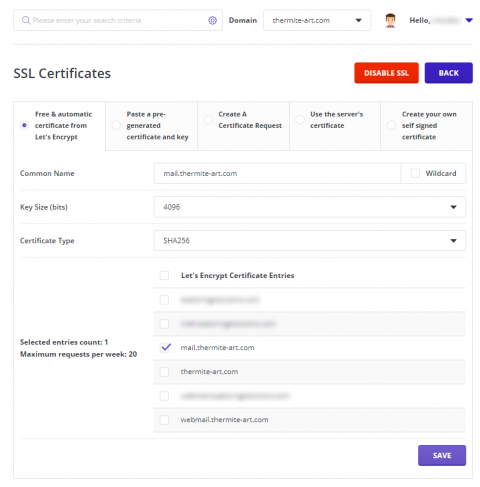 Please enter your search criteria
Domain
thermite-art.com
Hello,
SSL Certificates
DISABLE SSL
BACK
Free & automatic
certificate from
Let's Encrypt
Paste a pre-
generated
certificate and key
Create A
Certificate Request
Use the server's
certificate
Create your own
self signed
certificate
Common Name
mail.thermite-art.com
Wildcard
Key Size (bits)
4096
Certificate Type
SHA256
Let's Encrypt Certificate Entries
Selected entries count: 1
Maximum requests per week: 20
mail.thermite-art.com
thermite-art.com
webmail.thermite-art.com
SAVE